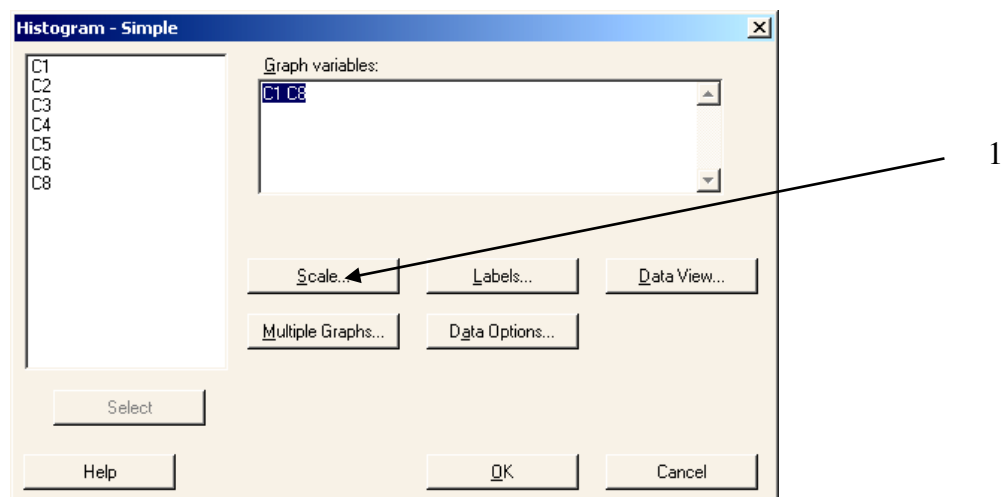 Histogram - Simple
C1
C2
C3
C4
C5
C6
C8
Graph variables:
C1 C8
1
Scale...
Labels...
Data View...
Multiple Graphs...
Data Options...
Select
Help
OK
Cancel